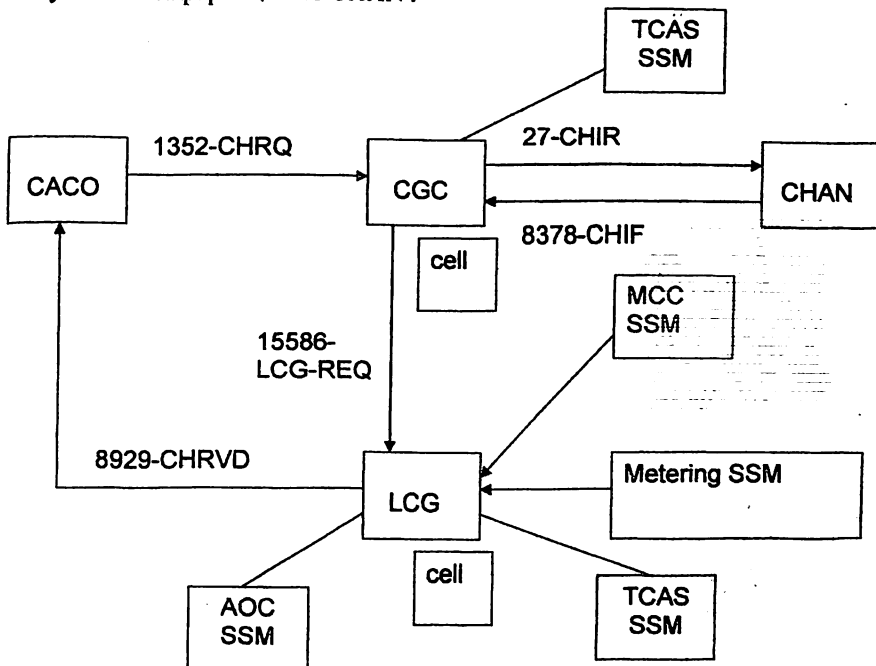 TCAS
SSM
1352-CHRQ
27-CHIR
CACO
CGC
CHAN
8378-CHIF
cell
MCC
SSM
15586-
LCG-REQ
8929-CHRVD
Metering SSM
LCG
cell
AOC
SSM
TCAS
SSM